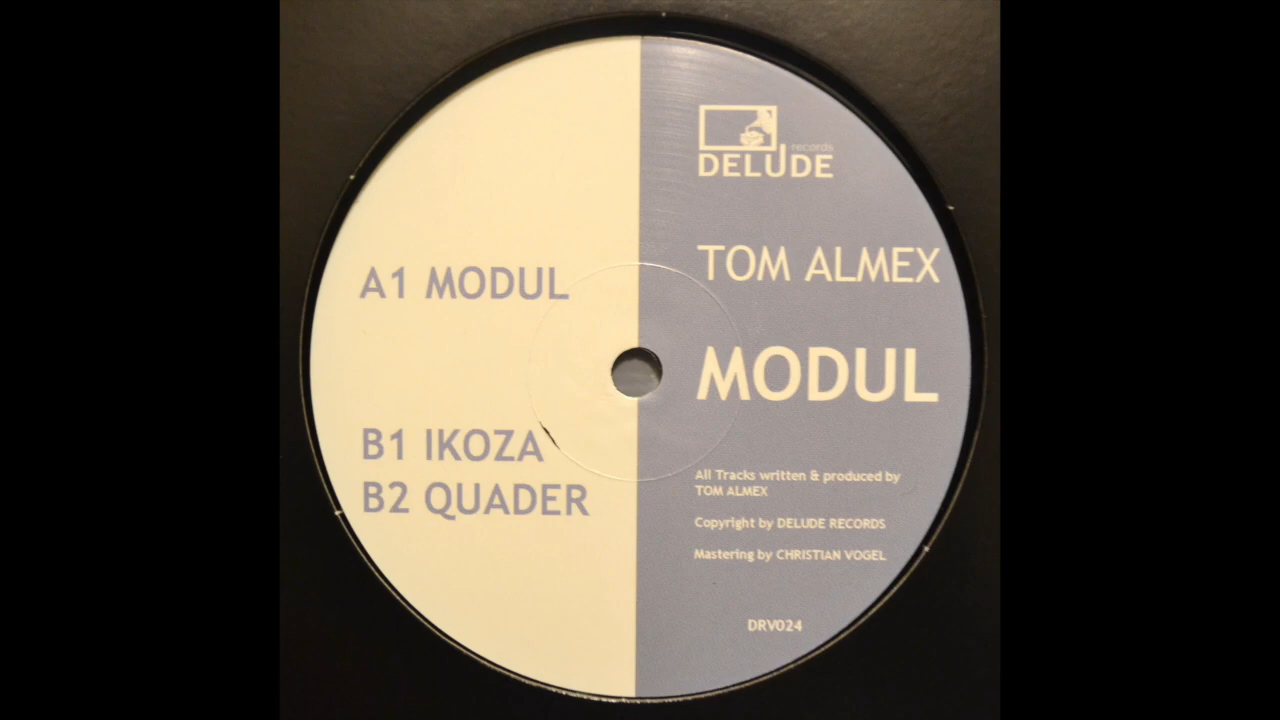 A1 MODUL
B1 IKOZA
B2 QUADER
records
DELUDE
TOM ALMEX
MODUL
All Tracks written & produced by
TOM ALMEX
Copyright by DELUDE RECORDS
Mastering by CHRISTIAN VOGEL
DRV024